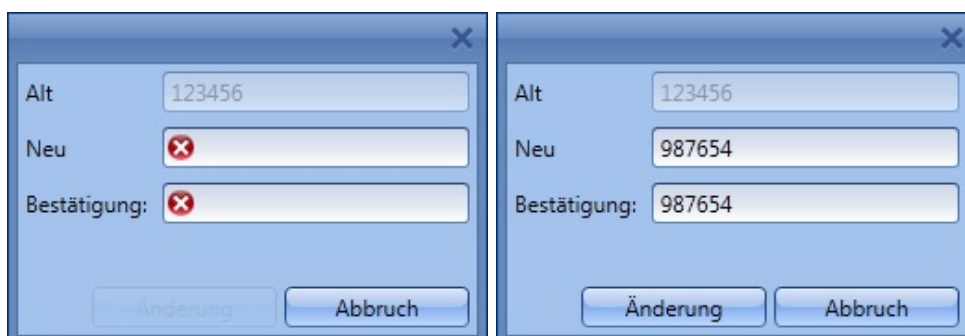 Alt 123456
Neu
Bestätigung:
Änderung Abbruch
Alt 123456
Neu 987654
Bestätigung: 987654
Änderung Abbruch